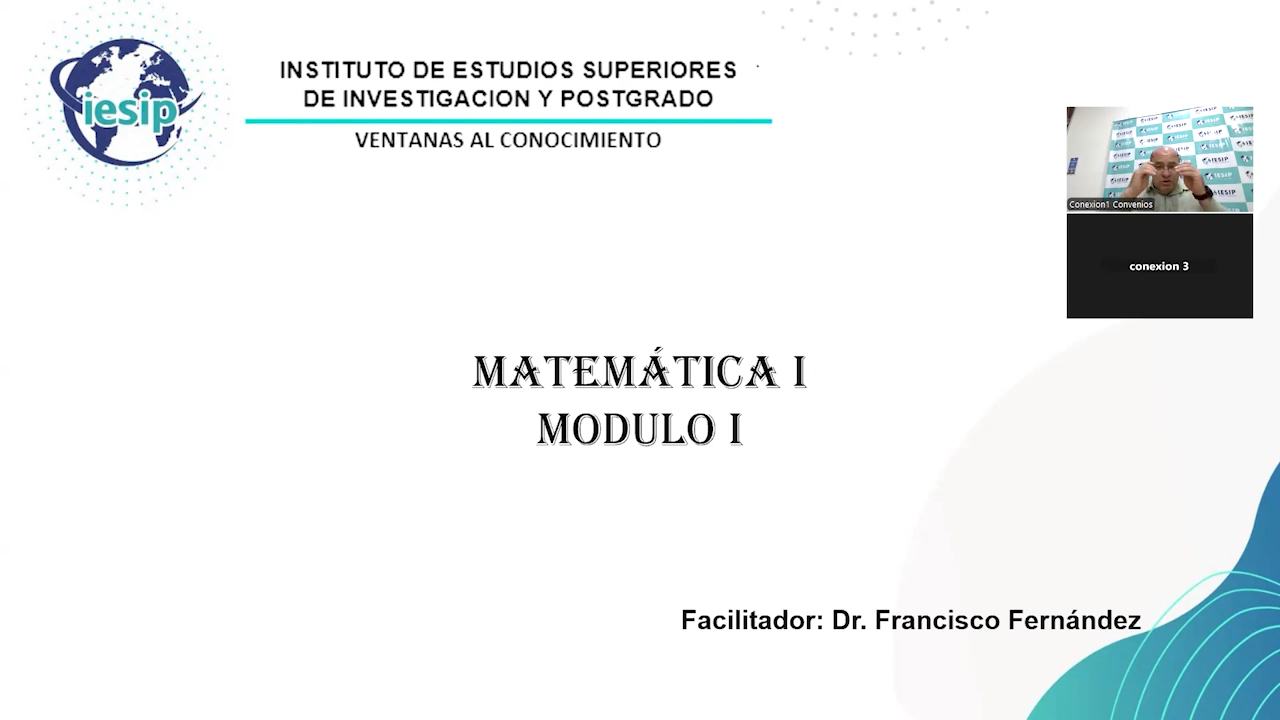 iesip
INSTITUTO DE ESTUDIOS SUPERIORES
DE INVESTIGACION Y POSTGRADO
VENTANAS AL CONOCIMIENTO
IESIP
Conexion1 Convenios
conexion 3
MATEMÁTICA I
MODULO I
Facilitador: Dr. Francisco Fernández